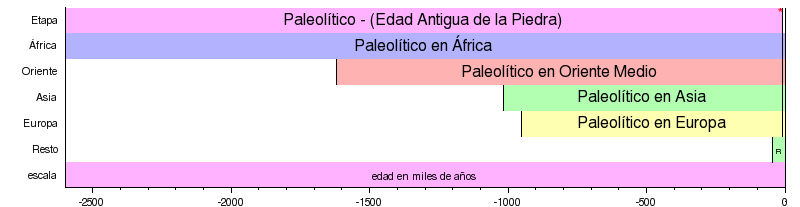 Etapa Paleolítico - (Edad Antigua de la Piedra) *
África Paleolítico en África
Oriente Paleolítico en Oriente Medio
Asia Paleolítico en Asia
Europa Paleolítico en Europa
Resto R
escala edad en miles de años
-2500 -2000 -1500 -1000 -500 0